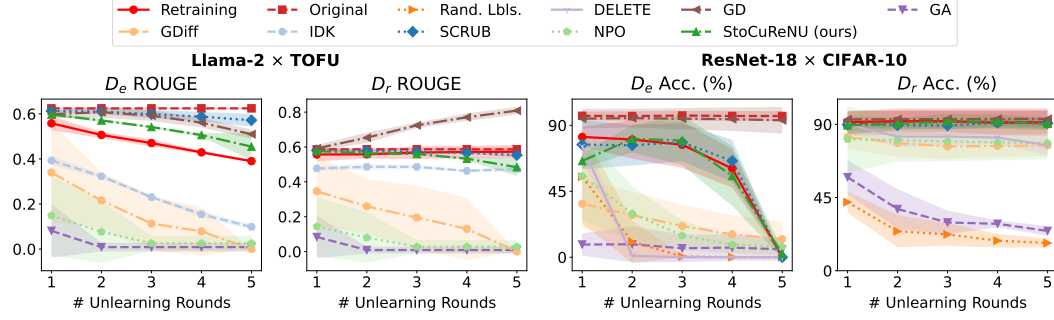 Retraining Original Rand. Lbls. DELETE GD GA
GDiff IDK SCRUB NPO StoCuReNU (ours)
Llama-2 × TOFU
ResNet-18 × CIFAR-10
Dₑ ROUGE
0.6
0.4
0.2
0.0
1 2 3 4 5
# Unlearning Rounds
Dᵣ ROUGE
0.8
0.6
0.4
0.2
0.0
1 2 3 4 5
# Unlearning Rounds
Dₑ Acc. (%)
90
45
0
1 2 3 4 5
# Unlearning Rounds
Dᵣ Acc. (%)
90
45
0
1 2 3 4 5
# Unlearning Rounds